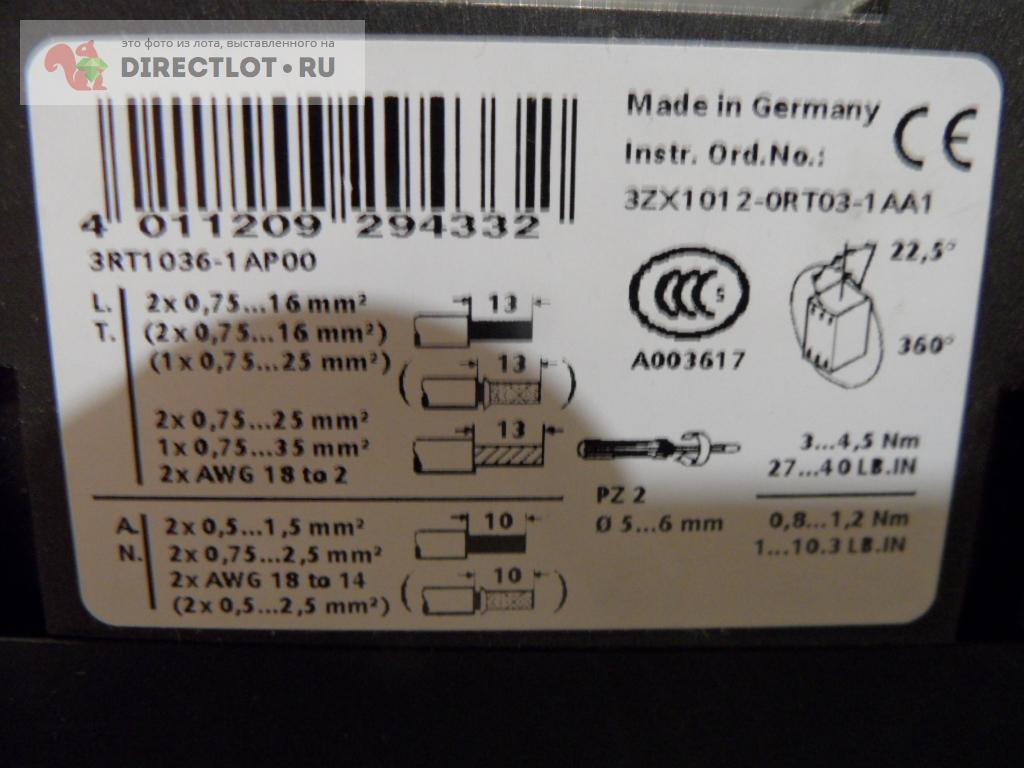 это фото из лота, выставленного на
DIRECTLOT.RU
4 011209 294332
3RT1036-1AP00
Made in Germany
CE
Instr. Ord.No.:
3ZX1012-0RT03-1AA1
CCC S
A003617
22,5°
360°
L.
T.
2x 0,75...16 mm²
(2x 0,75...16 mm²)
(1x 0,75...25 mm²)
13
13
2x 0,75...25 mm²
1x 0,75...35 mm²
2x AWG 18 to 2
13
3...4,5 Nm
27...40 LB.IN
PZ 2
Ø 5...6 mm
0,8...1,2 Nm
1...10.3 LB.IN
A.
N.
2x 0,5...1,5 mm²
2x 0,75...2,5 mm²
2x AWG 18 to 14
(2x 0,5...2,5 mm²)
10
10